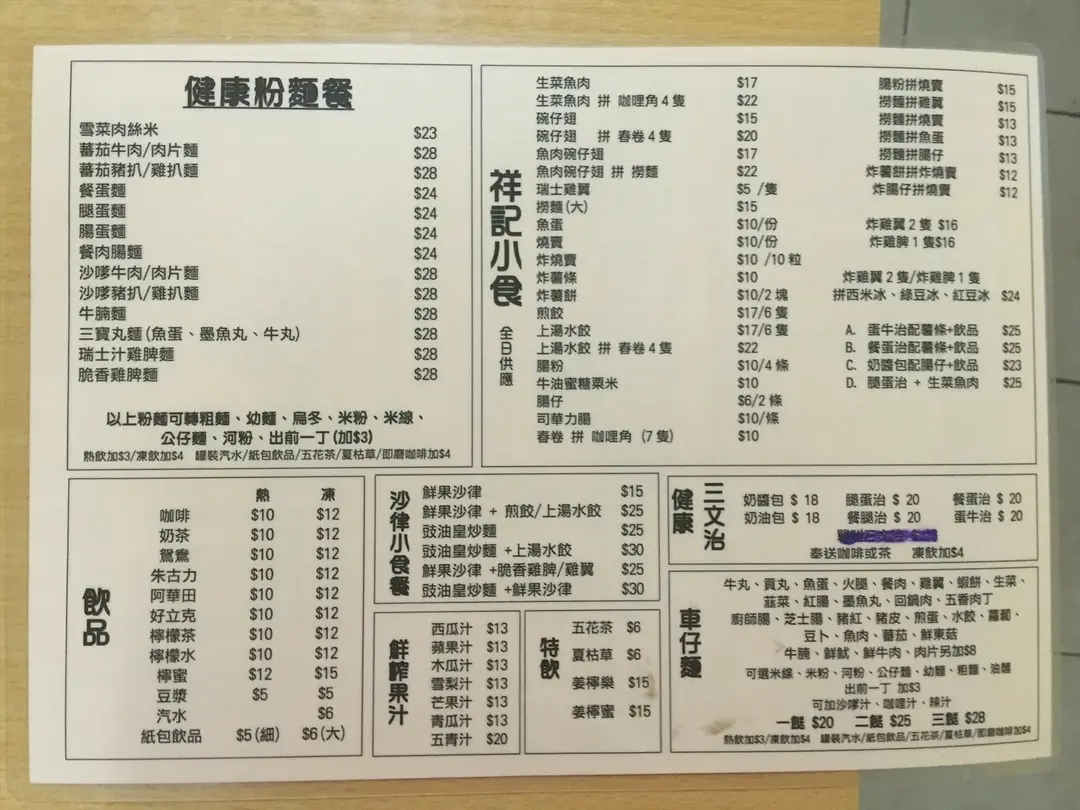 健康粉麵餐
雪菜肉絲米 $23
蕃茄牛肉/肉片麵 $28
蕃茄豬扒/雞扒麵 $28
餐蛋麵 $24
腿蛋麵 $24
腸蛋麵 $24
餐肉腸麵 $24
沙嗲牛肉/肉片麵 $28
沙嗲豬扒/雞扒麵 $28
牛腩麵 $28
三寶丸麵(魚蛋、墨魚丸、牛丸) $28
瑞士汁雞脾麵 $28
脆香雞脾麵 $28
以上粉麵可轉粗麵、幼麵、烏冬、米粉、米線、
公仔麵、河粉、出前一丁(加$3)
熱飲加$3/凍飲加$4 罐裝汽水/紙包飲品/五花茶/夏枯草/即磨咖啡加$4
祥記小食
全日供應
生菜魚肉 $17
生菜魚肉 拼 咖哩角4隻 $22
碗仔翅 $15
碗仔翅 拼 春卷4隻 $20
魚肉碗仔翅 $17
魚肉碗仔翅 拼 撈麵 $22
瑞士雞翼 $5 /隻
撈麵(大) $15
魚蛋 $10/份
燒賣 $10/份
炸燒賣 $10 /10粒
炸薯條 $10
炸薯餅 $10/2塊
煎餃 $17/6隻
上湯水餃 $17/6隻
上湯水餃 拼 春卷4隻 $22
腸粉 $10/4條
牛油蜜糖粟米 $10
腸仔 $6/2條
司華力腸 $10/條
春卷 拼 咖哩角 (7隻) $10
腸粉拼燒賣 $15
撈麵拼雞翼 $15
撈麵拼燒賣 $13
撈麵拼魚蛋 $13
撈麵拼腸仔 $13
炸薯餅拼炸燒賣 $12
炸腸仔拼燒賣 $12
炸雞翼2隻 $16
炸雞脾1隻$16
炸雞翼2隻/炸雞脾1隻
拼西米冰、綠豆冰、紅豆冰 $24
A. 蛋牛治配薯條+飲品 $25
B. 餐蛋治配薯條+飲品 $25
C. 奶醬包配腸仔+飲品 $23
D. 腿蛋治 + 生菜魚肉 $25
飲品
熱 凍
咖啡 $10 $12
奶茶 $10 $12
鴛鴦 $10 $12
朱古力 $10 $12
阿華田 $10 $12
好立克 $10 $12
檸檬茶 $10 $12
檸檬水 $10 $12
檸蜜 $12 $15
豆漿 $5 $5
汽水 $6
紙包飲品 $5(細) $6(大)
沙律小食餐
鮮果沙律 $15
鮮果沙律 + 煎餃/上湯水餃 $25
豉油皇炒麵 $25
豉油皇炒麵 +上湯水餃 $30
鮮果沙律 +脆香雞脾/雞翼 $25
豉油皇炒麵 +鮮果沙律 $30
鮮榨果汁
西瓜汁 $13
蘋果汁 $13
木瓜汁 $13
雪梨汁 $13
芒果汁 $13
青瓜汁 $13
五青汁 $20
特飲
五花茶 $6
夏枯草 $6
姜檸樂 $15
姜檸蜜 $15
健康三文治
奶醬包 $ 18 腿蛋治 $ 20 餐蛋治 $ 20
奶油包 $ 18 餐腿治 $ 20 蛋牛治 $ 20
奉送咖啡或茶 凍飲加$4
車仔麵
牛丸、貢丸、魚蛋、火腿、餐肉、雞翼、蝦餅、生菜、
韮菜、紅腸、墨魚丸、回鍋肉、五香肉丁
廚師腸、芝士腸、豬紅、豬皮、煎蛋、水餃、蘿蔔、
豆卜、魚肉、蕃茄、鮮東菇
牛腩、鮮魷、鮮牛肉、肉片另加$8
可選米線、米粉、河粉、公仔麵、幼麵、粗麵、油麵
出前一丁 加$3
可加沙嗲汁、咖哩汁、辣汁
一餸 $20 二餸 $25 三餸 $28
熱飲加$3/凍飲加$4 罐裝汽水/紙包飲品/五花茶/夏枯草/即磨咖啡加$4